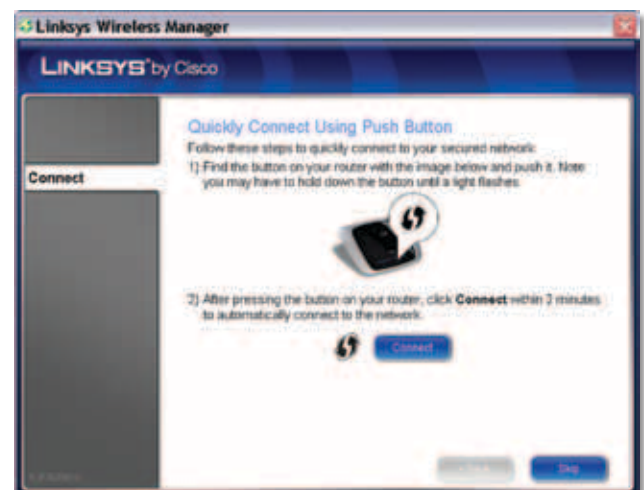 Linksys Wireless Manager
LINKSYS by Cisco
Connect
Quickly Connect Using Push Button
Follow these steps to quickly connect to your secured network:
1) Find the button on your router with the image below and push it. Note
you may have to hold down the button until a light flashes.
2) After pressing the button on your router, click Connect within 2 minutes
to automatically connect to the network.
Connect
Skip